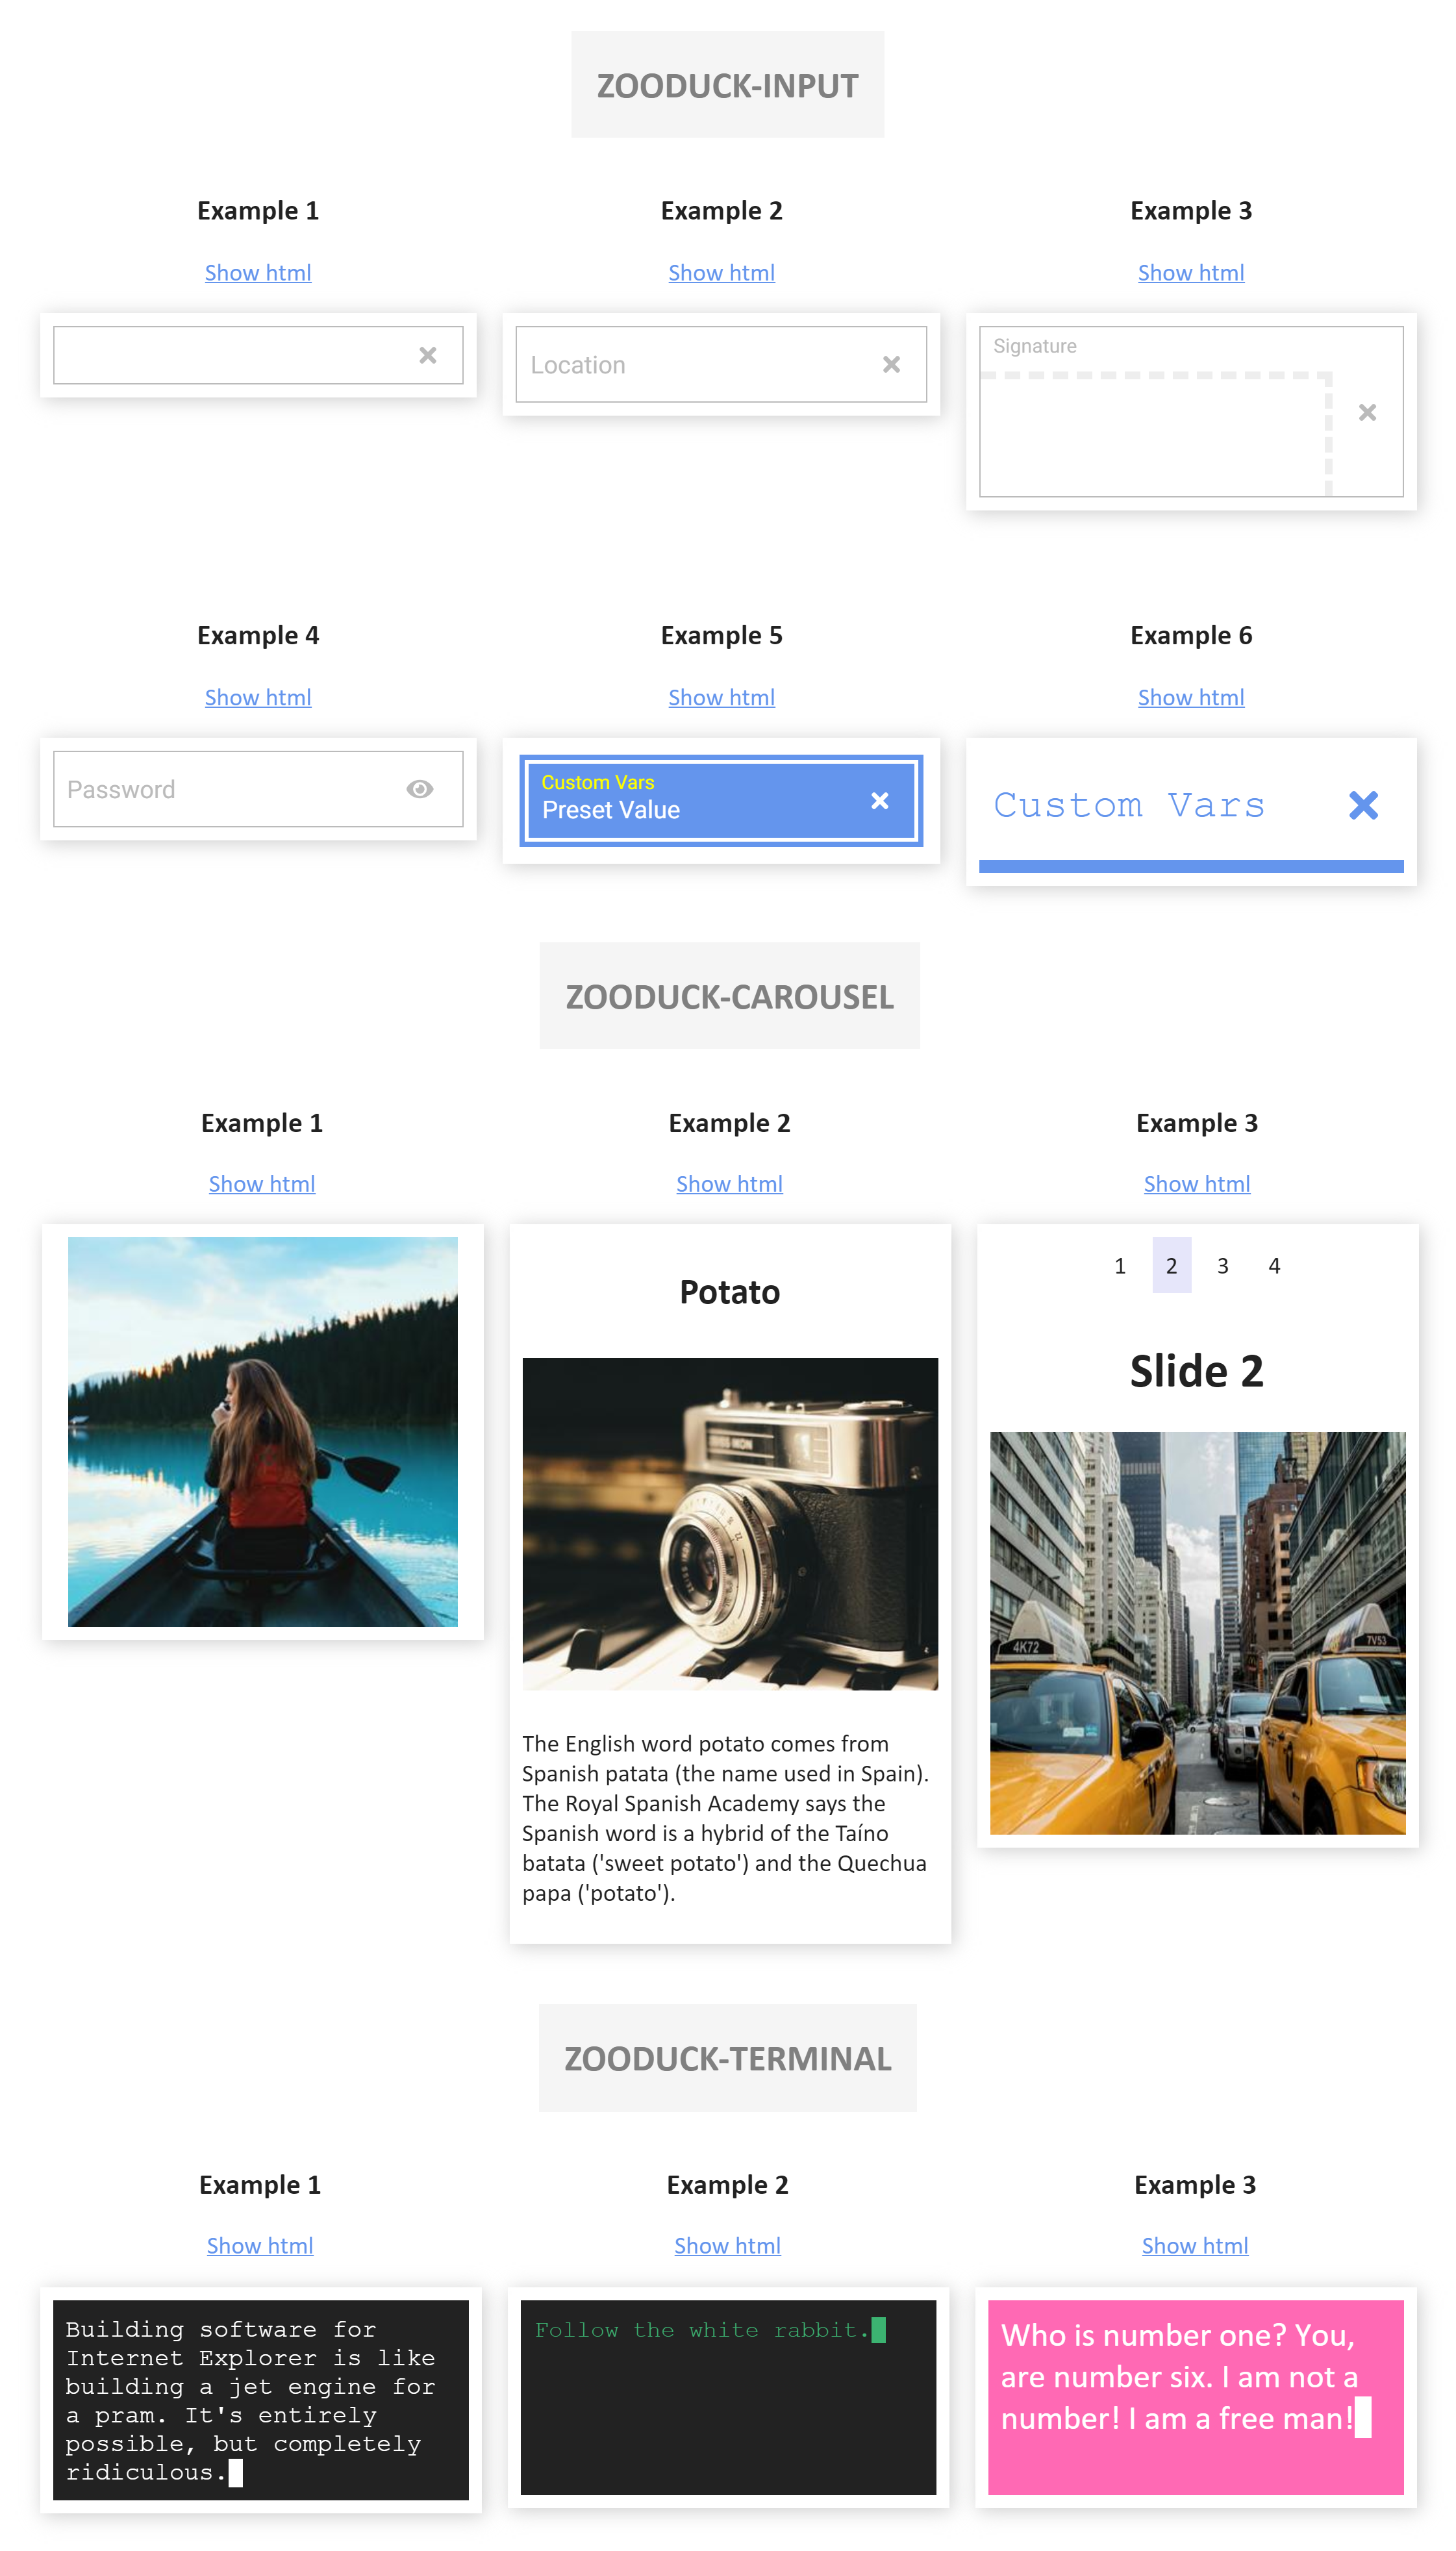 ZOODUCK-INPUT
Example 1
Show html
Example 2
Show html
Location
Example 3
Show html
Signature
Example 4
Show html
Password
Example 5
Show html
Custom Vars
Preset Value
Example 6
Show html
Custom Vars
ZOODUCK-CAROUSEL
Example 1
Show html
Example 2
Show html
Potato
The English word potato comes from
Spanish patata (the name used in Spain).
The Royal Spanish Academy says the
Spanish word is a hybrid of the Taíno
batata ('sweet potato') and the Quechua
papa ('potato').
Example 3
Show html
1 2 3 4
Slide 2
4K72
7V53
ZOODUCK-TERMINAL
Example 1
Show html
Building software for
Internet Explorer is like
building a jet engine for
a pram. It's entirely
possible, but completely
ridiculous.
Example 2
Show html
Follow the white rabbit.
Example 3
Show html
Who is number one? You,
are number six. I am not a
number! I am a free man!